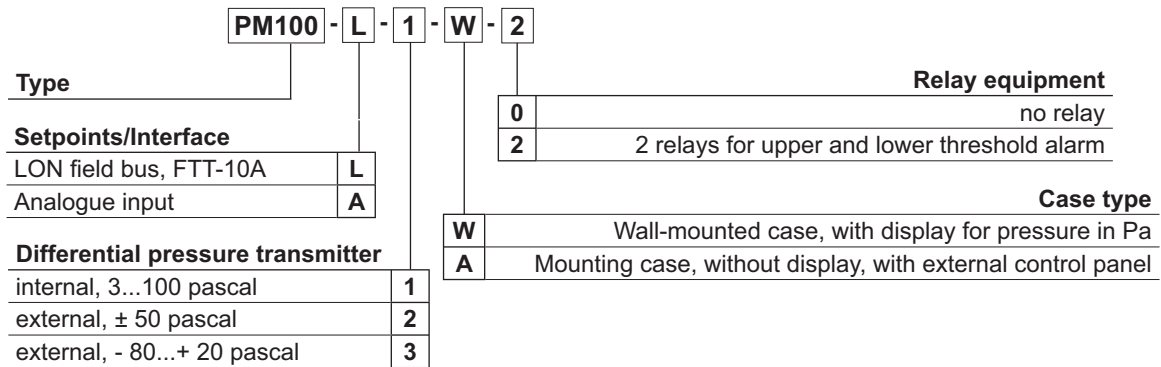 PM100 - L - 1 - W - 2
Type
Setpoints/Interface
LON field bus, FTT-10A L
Analogue input A
Differential pressure transmitter
internal, 3...100 pascal 1
external, ± 50 pascal 2
external, - 80...+ 20 pascal 3
Relay equipment
0 no relay
2 2 relays for upper and lower threshold alarm
Case type
W Wall-mounted case, with display for pressure in Pa
A Mounting case, without display, with external control panel